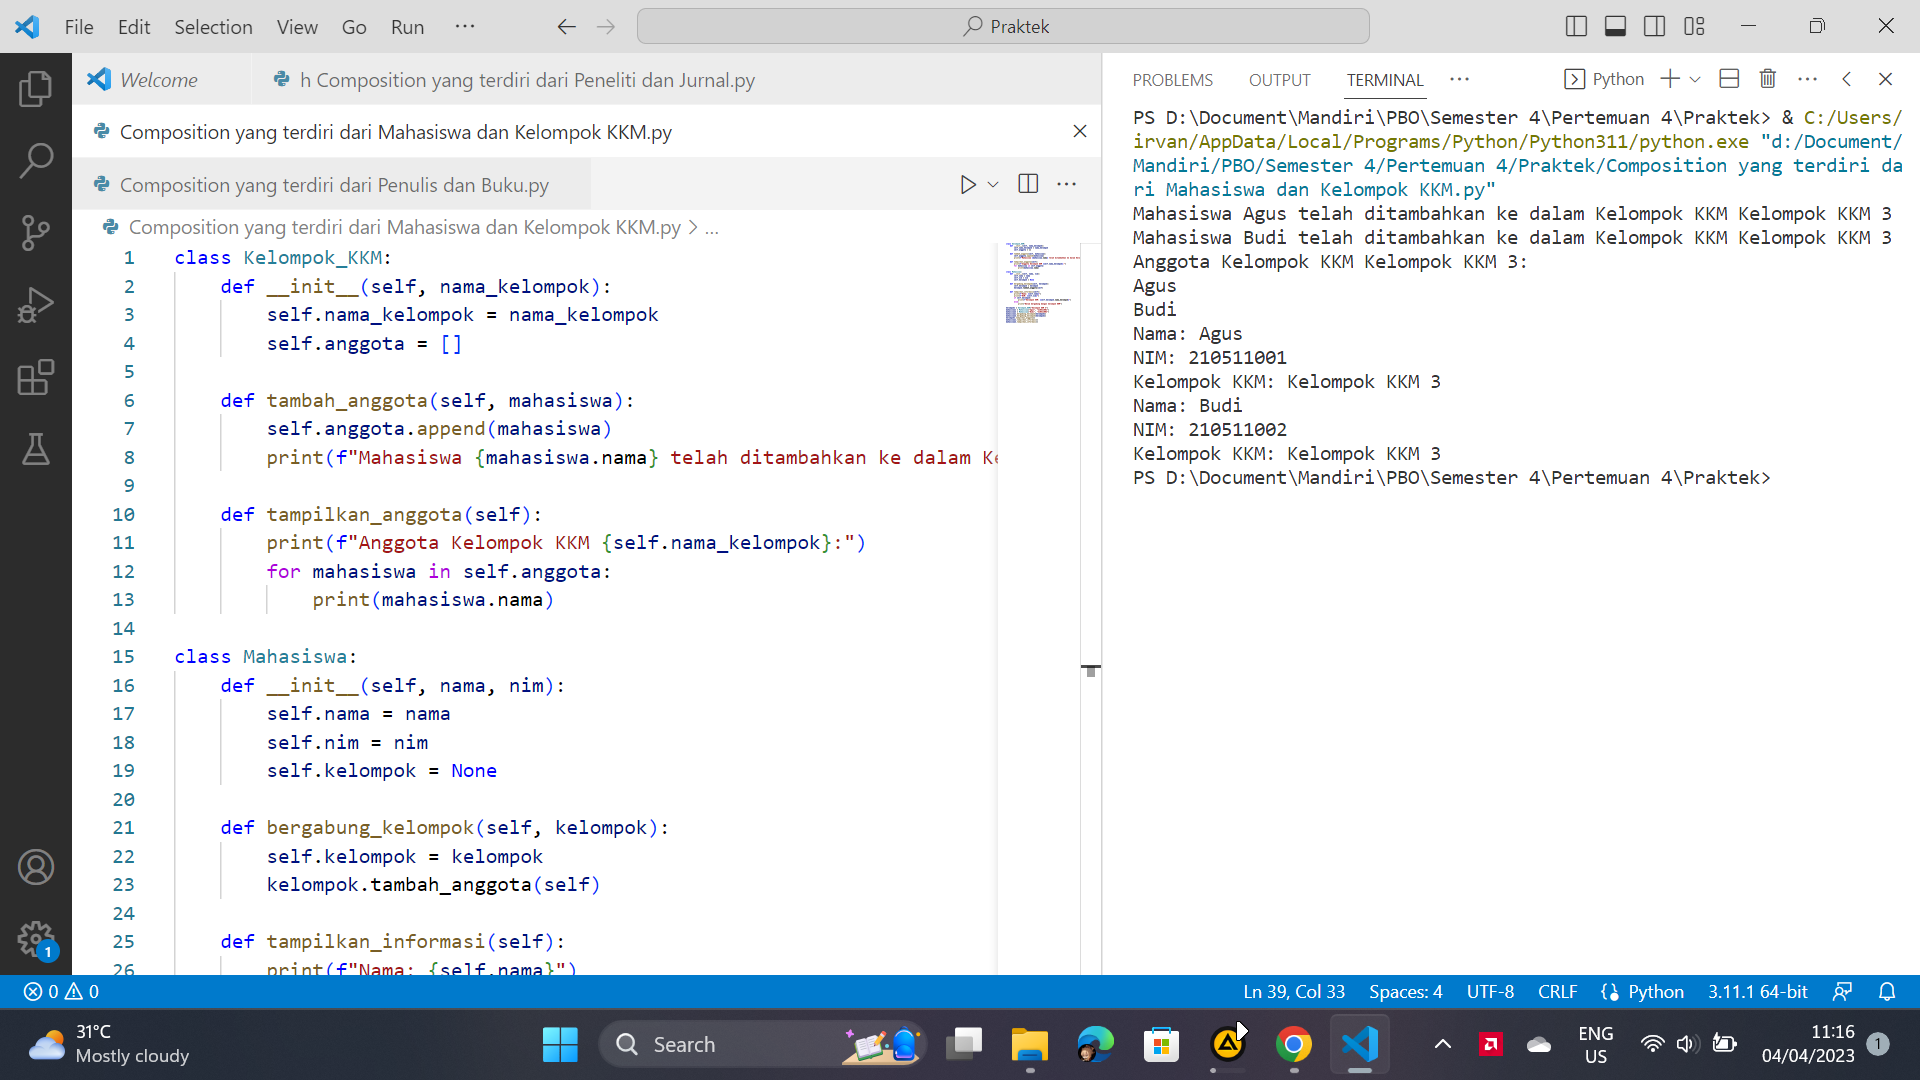 File Edit Selection View Go Run ··· Praktek
Welcome h Composition yang terdiri dari Peneliti dan Jurnal.py
Composition yang terdiri dari Mahasiswa dan Kelompok KKM.py
Composition yang terdiri dari Penulis dan Buku.py
Composition yang terdiri dari Mahasiswa dan Kelompok KKM.py > ...
1 class Kelompok_KKM:
2 def __init__(self, nama_kelompok):
3 self.nama_kelompok = nama_kelompok
4 self.anggota = []
5
6 def tambah_anggota(self, mahasiswa):
7 self.anggota.append(mahasiswa)
8 print(f"Mahasiswa {mahasiswa.nama} telah ditambahkan ke dalam Ke
9
10 def tampilkan_anggota(self):
11 print(f"Anggota Kelompok KKM {self.nama_kelompok}:")
12 for mahasiswa in self.anggota:
13 print(mahasiswa.nama)
14
15 class Mahasiswa:
16 def __init__(self, nama, nim):
17 self.nama = nama
18 self.nim = nim
19 self.kelompok = None
20
21 def bergabung_kelompok(self, kelompok):
22 self.kelompok = kelompok
23 kelompok.tambah_anggota(self)
24
25 def tampilkan_informasi(self):
26 print(f"Nama: {self.nama}")
PROBLEMS OUTPUT TERMINAL ··· Python
PS D:\Document\Mandiri\PBO\Semester 4\Pertemuan 4\Praktek> & C:/Users/
irvan/AppData/Local/Programs/Python/Python311/python.exe "d:/Document/
Mandiri/PBO/Semester 4/Pertemuan 4/Praktek/Composition yang terdiri da
ri Mahasiswa dan Kelompok KKM.py"
Mahasiswa Agus telah ditambahkan ke dalam Kelompok KKM Kelompok KKM 3
Mahasiswa Budi telah ditambahkan ke dalam Kelompok KKM Kelompok KKM 3
Anggota Kelompok KKM Kelompok KKM 3:
Agus
Budi
Nama: Agus
NIM: 210511001
Kelompok KKM: Kelompok KKM 3
Nama: Budi
NIM: 210511002
Kelompok KKM: Kelompok KKM 3
PS D:\Document\Mandiri\PBO\Semester 4\Pertemuan 4\Praktek>
1
0 0 Ln 39, Col 33 Spaces: 4 UTF-8 CRLF Python 3.11.1 64-bit
31°C
Mostly cloudy
Search
ENG
US
11:16
04/04/2023
1